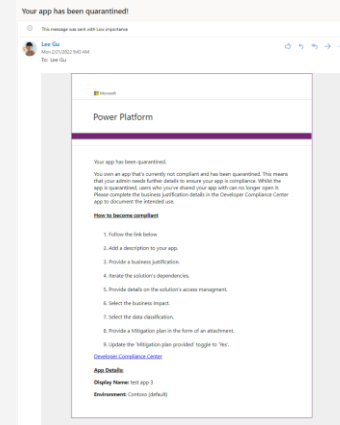 Your app has been quarantined!
This message was sent with Low importance
Lee Gu
Mon 2/21/2022 9:40 AM
To: Lee Gu
Microsoft
Power Platform
Your app has been quarantined.
You own an app that's currently not compliant and has been quarantined. This means
that your admin needs further details to ensure your app is compliance. Whilst the
app is quarantined, users who you've shared your app with can no longer open it.
Please complete the business justification details in the Developer Compliance Center
app to document the intended use.
How to become compliant
1. Follow the link below
2. Add a description to your app.
3. Provide a business justification.
4. Iterate the solution's dependencies.
5. Provide details on the solution's access managment.
6. Select the business impact.
7. Select the data classification.
8. Provide a Mitigation plan in the form of an attachment.
9. Update the 'Mitigation plan provided' toggle to 'Yes'.
Developer Compliance Center
App Details:
Display Name: test app 3
Environment: Contoso (default)